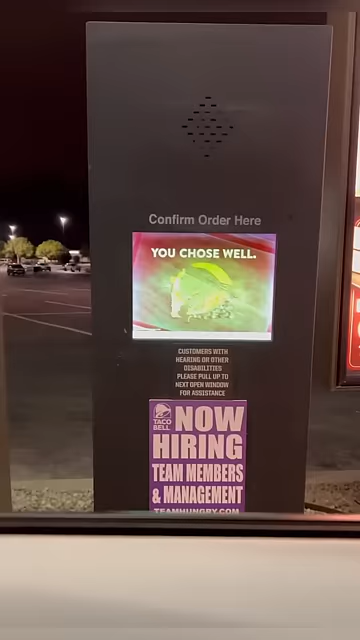 Confirm Order Here
YOU CHOSE WELL.
CUSTOMERS WITH
HEARING OR OTHER
DISABILITIES
PLEASE PULL UP TO
NEXT OPEN WINDOW
FOR ASSISTANCE
TACO
BELL
NOW
HIRING
TEAM MEMBERS
& MANAGEMENT
TEAMHUNGRY.COM